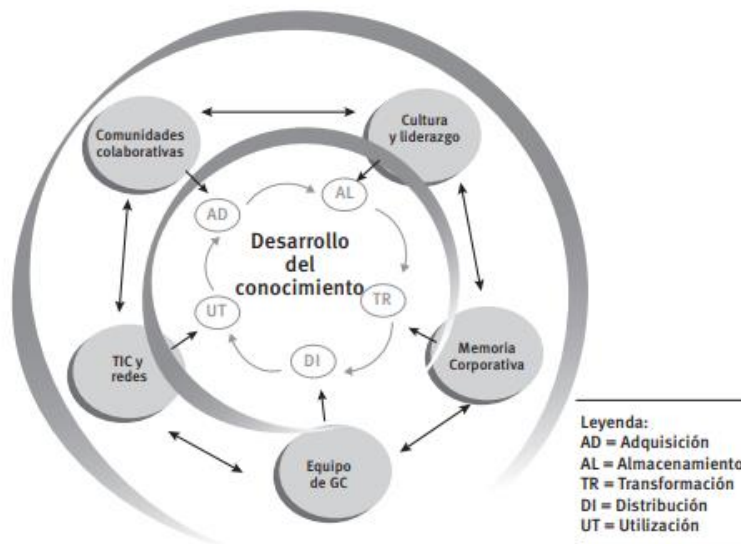 Comunidades
colaborativas
Cultura
y liderazgo
AD
AL
Desarrollo
del
conocimiento
TR
UT
DI
TIC y
redes
Memoria
Corporativa
Equipo
de GC
Leyenda:
AD = Adquisición
AL = Almacenamiento
TR = Transformación
DI = Distribución
UT = Utilización